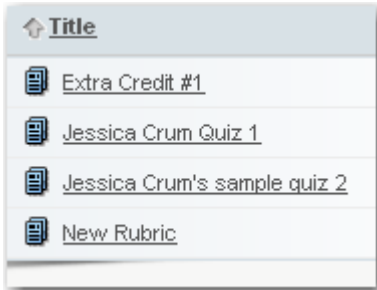 Title
Extra Credit #1
Jessica Crum Quiz 1
Jessica Crum's sample quiz 2
New Rubric